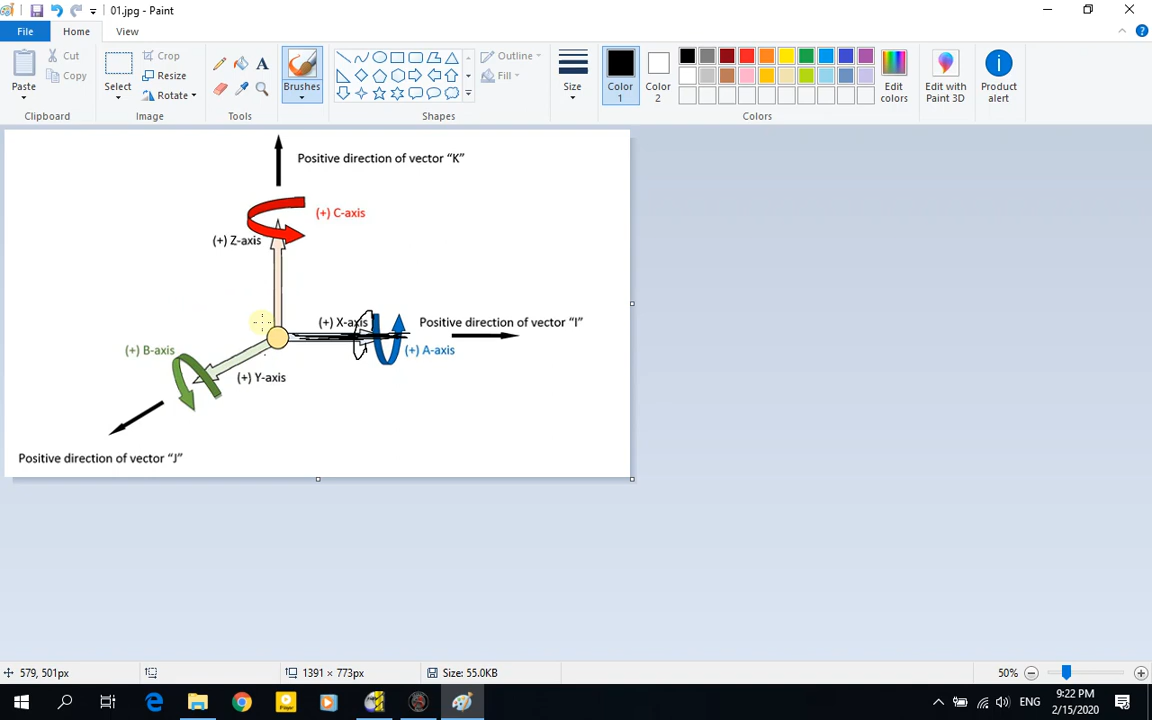 01.jpg - Paint
File
Home
View
Paste
Cut
Copy
Clipboard
Select
Crop
Resize
Rotate
Image
A
Tools
Brushes
Outline
Fill
Shapes
Size
Color 1
Color 2
Colors
Edit colors
Edit with Paint 3D
Product alert
Positive direction of vector “K”
(+) C-axis
(+) Z-axis
(+) X-axis
Positive direction of vector “I”
(+) B-axis
(+) A-axis
(+) Y-axis
Positive direction of vector “J”
579, 501px
1391 × 773px
Size: 55.0KB
50%
ENG
9:22 PM
2/15/2020